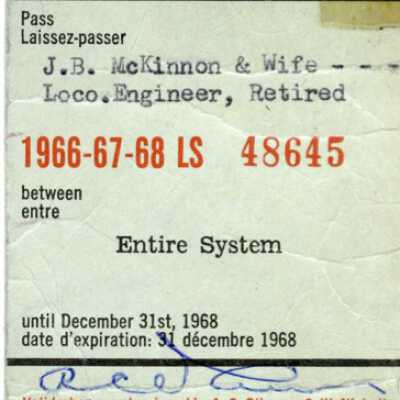 Pass
Laissez-passer
J.B. McKinnon & Wife - - -
Loco.Engineer, Retired
1966-67-68 LS 48645
between
entre
Entire System
until December 31st, 1968
date d'expiration: 31 décembre 1968